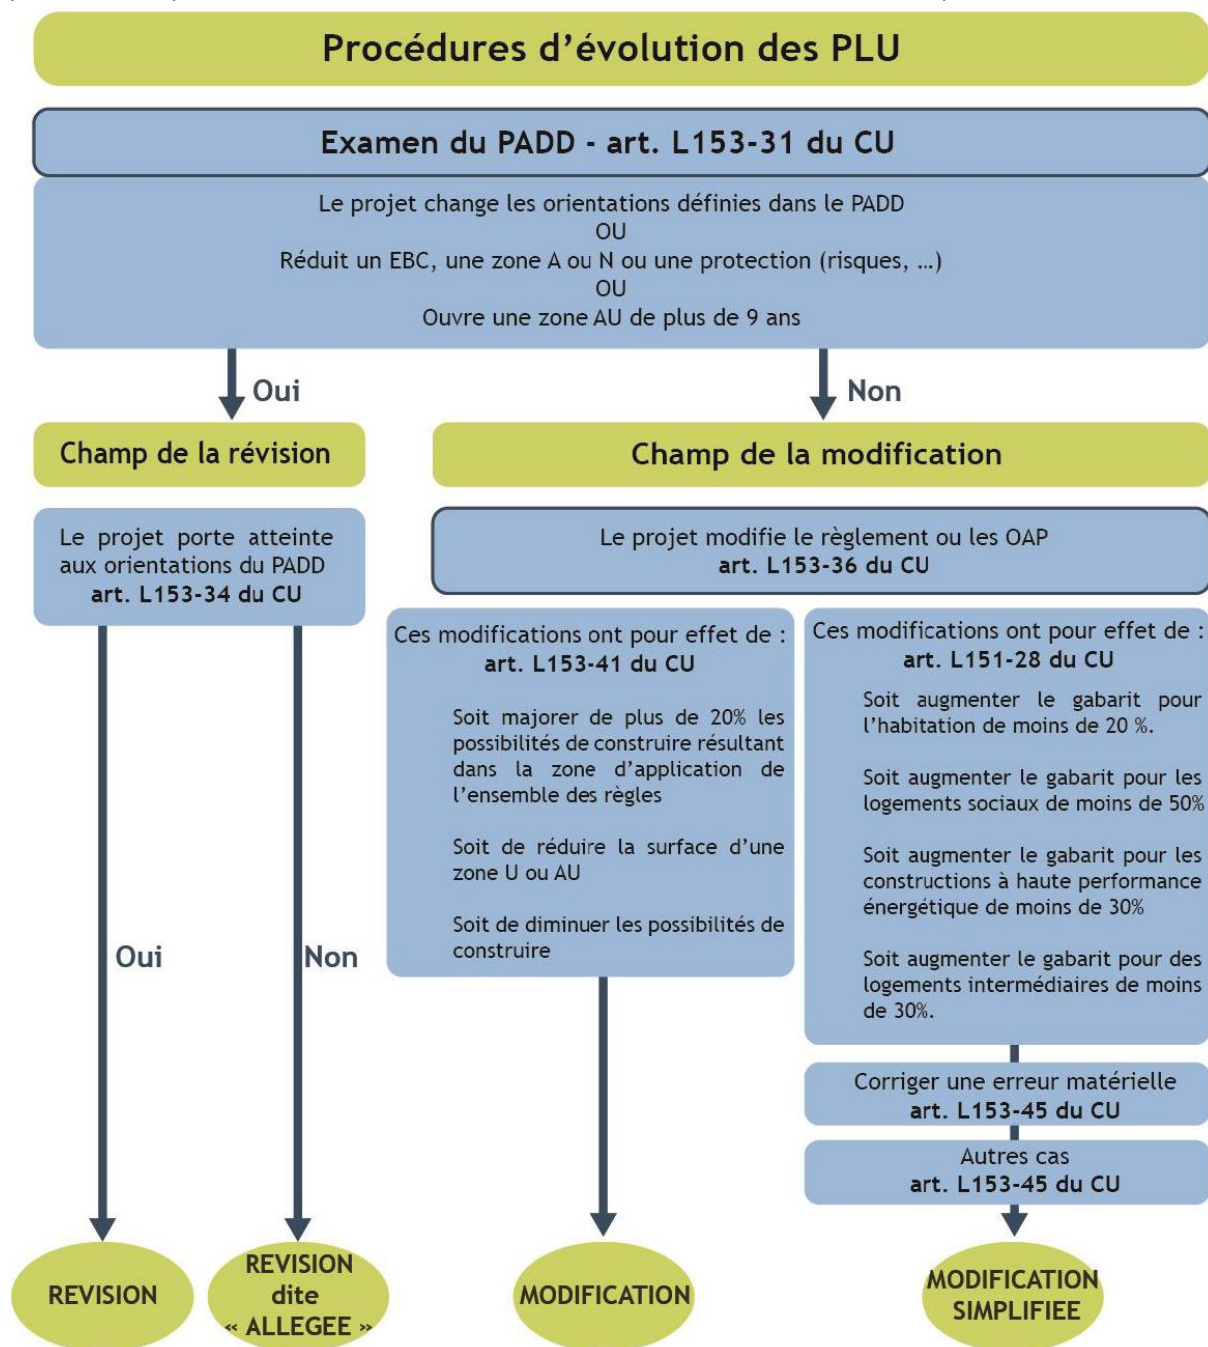 Procédures d'évolution des PLU
Examen du PADD - art. L153-31 du CU
Le projet change les orientations définies dans le PADD
OU
Réduit un EBC, une zone A ou N ou une protection (risques, …)
OU
Ouvre une zone AU de plus de 9 ans
Oui
Non
Champ de la révision
Champ de la modification
Le projet porte atteinte
aux orientations du PADD
art. L153-34 du CU
Le projet modifie le règlement ou les OAP
art. L153-36 du CU
Ces modifications ont pour effet de :
art. L153-41 du CU
Soit majorer de plus de 20% les
possibilités de construire résultant
dans la zone d'application de
l'ensemble des règles
Soit de réduire la surface d'une
zone U ou AU
Soit de diminuer les possibilités de
construire
Ces modifications ont pour effet de :
art. L151-28 du CU
Soit augmenter le gabarit pour
l'habitation de moins de 20 %.
Soit augmenter le gabarit pour les
logements sociaux de moins de 50%
Soit augmenter le gabarit pour les
constructions à haute performance
énergétique de moins de 30%
Soit augmenter le gabarit pour des
logements intermédiaires de moins
de 30%.
Oui
Non
Corriger une erreur matérielle
art. L153-45 du CU
Autres cas
art. L153-45 du CU
REVISION
REVISION
dite
« ALLEGEE »
MODIFICATION
MODIFICATION
SIMPLIFIEE